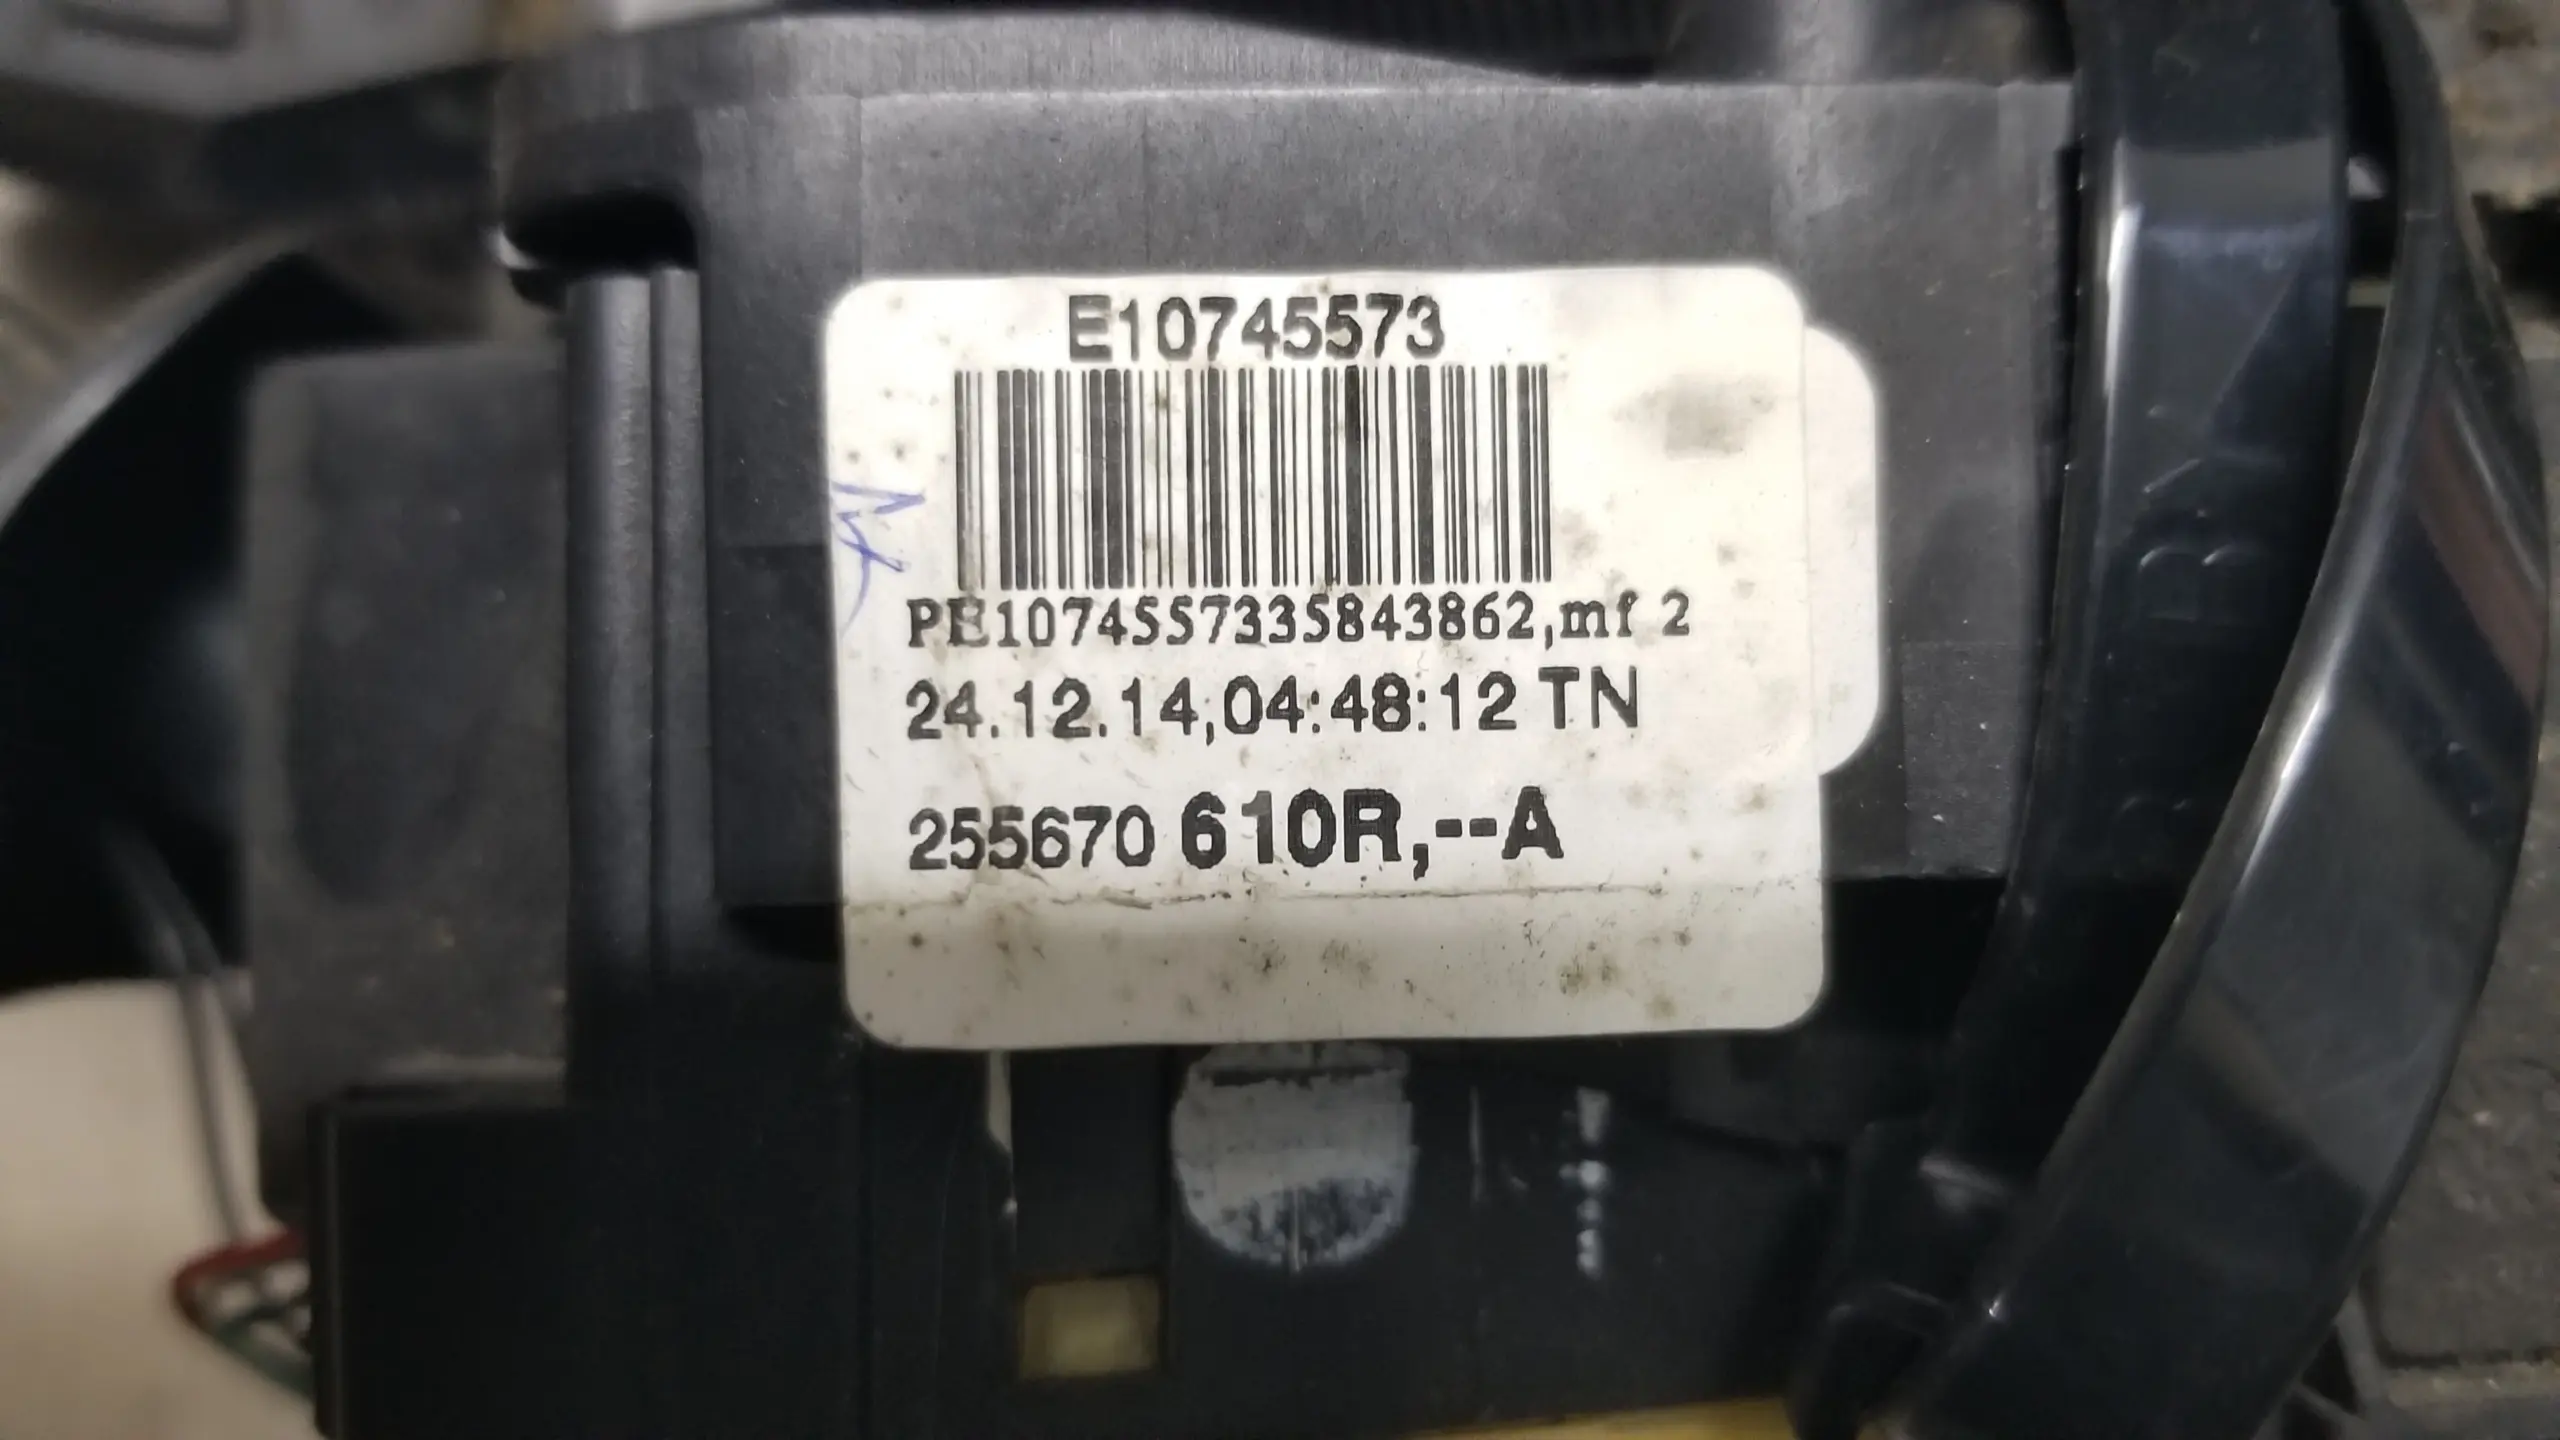 E10745573
PE1074557335843862,mf 2
24.12.14,04:48:12 TN
255670 610R,--A